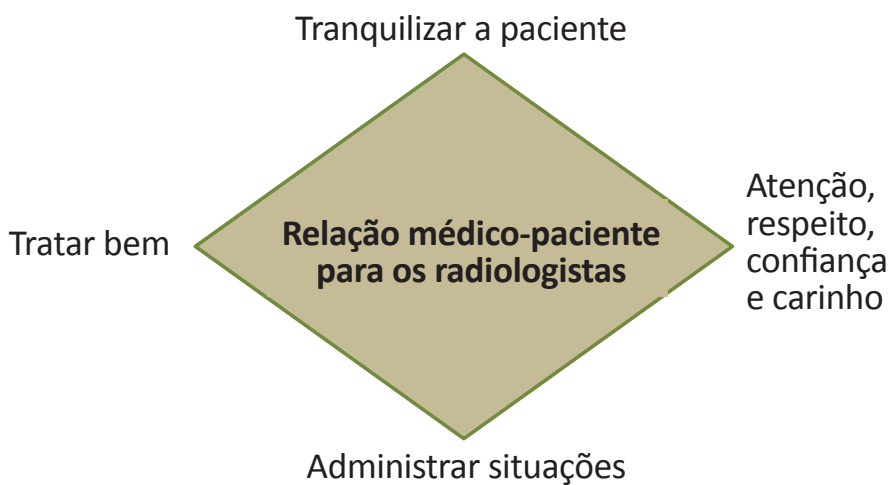 Tranquilizar a paciente
Tratar bem
Relação médico-paciente
para os radiologistas
Atenção,
respeito,
confiança
e carinho
Administrar situações